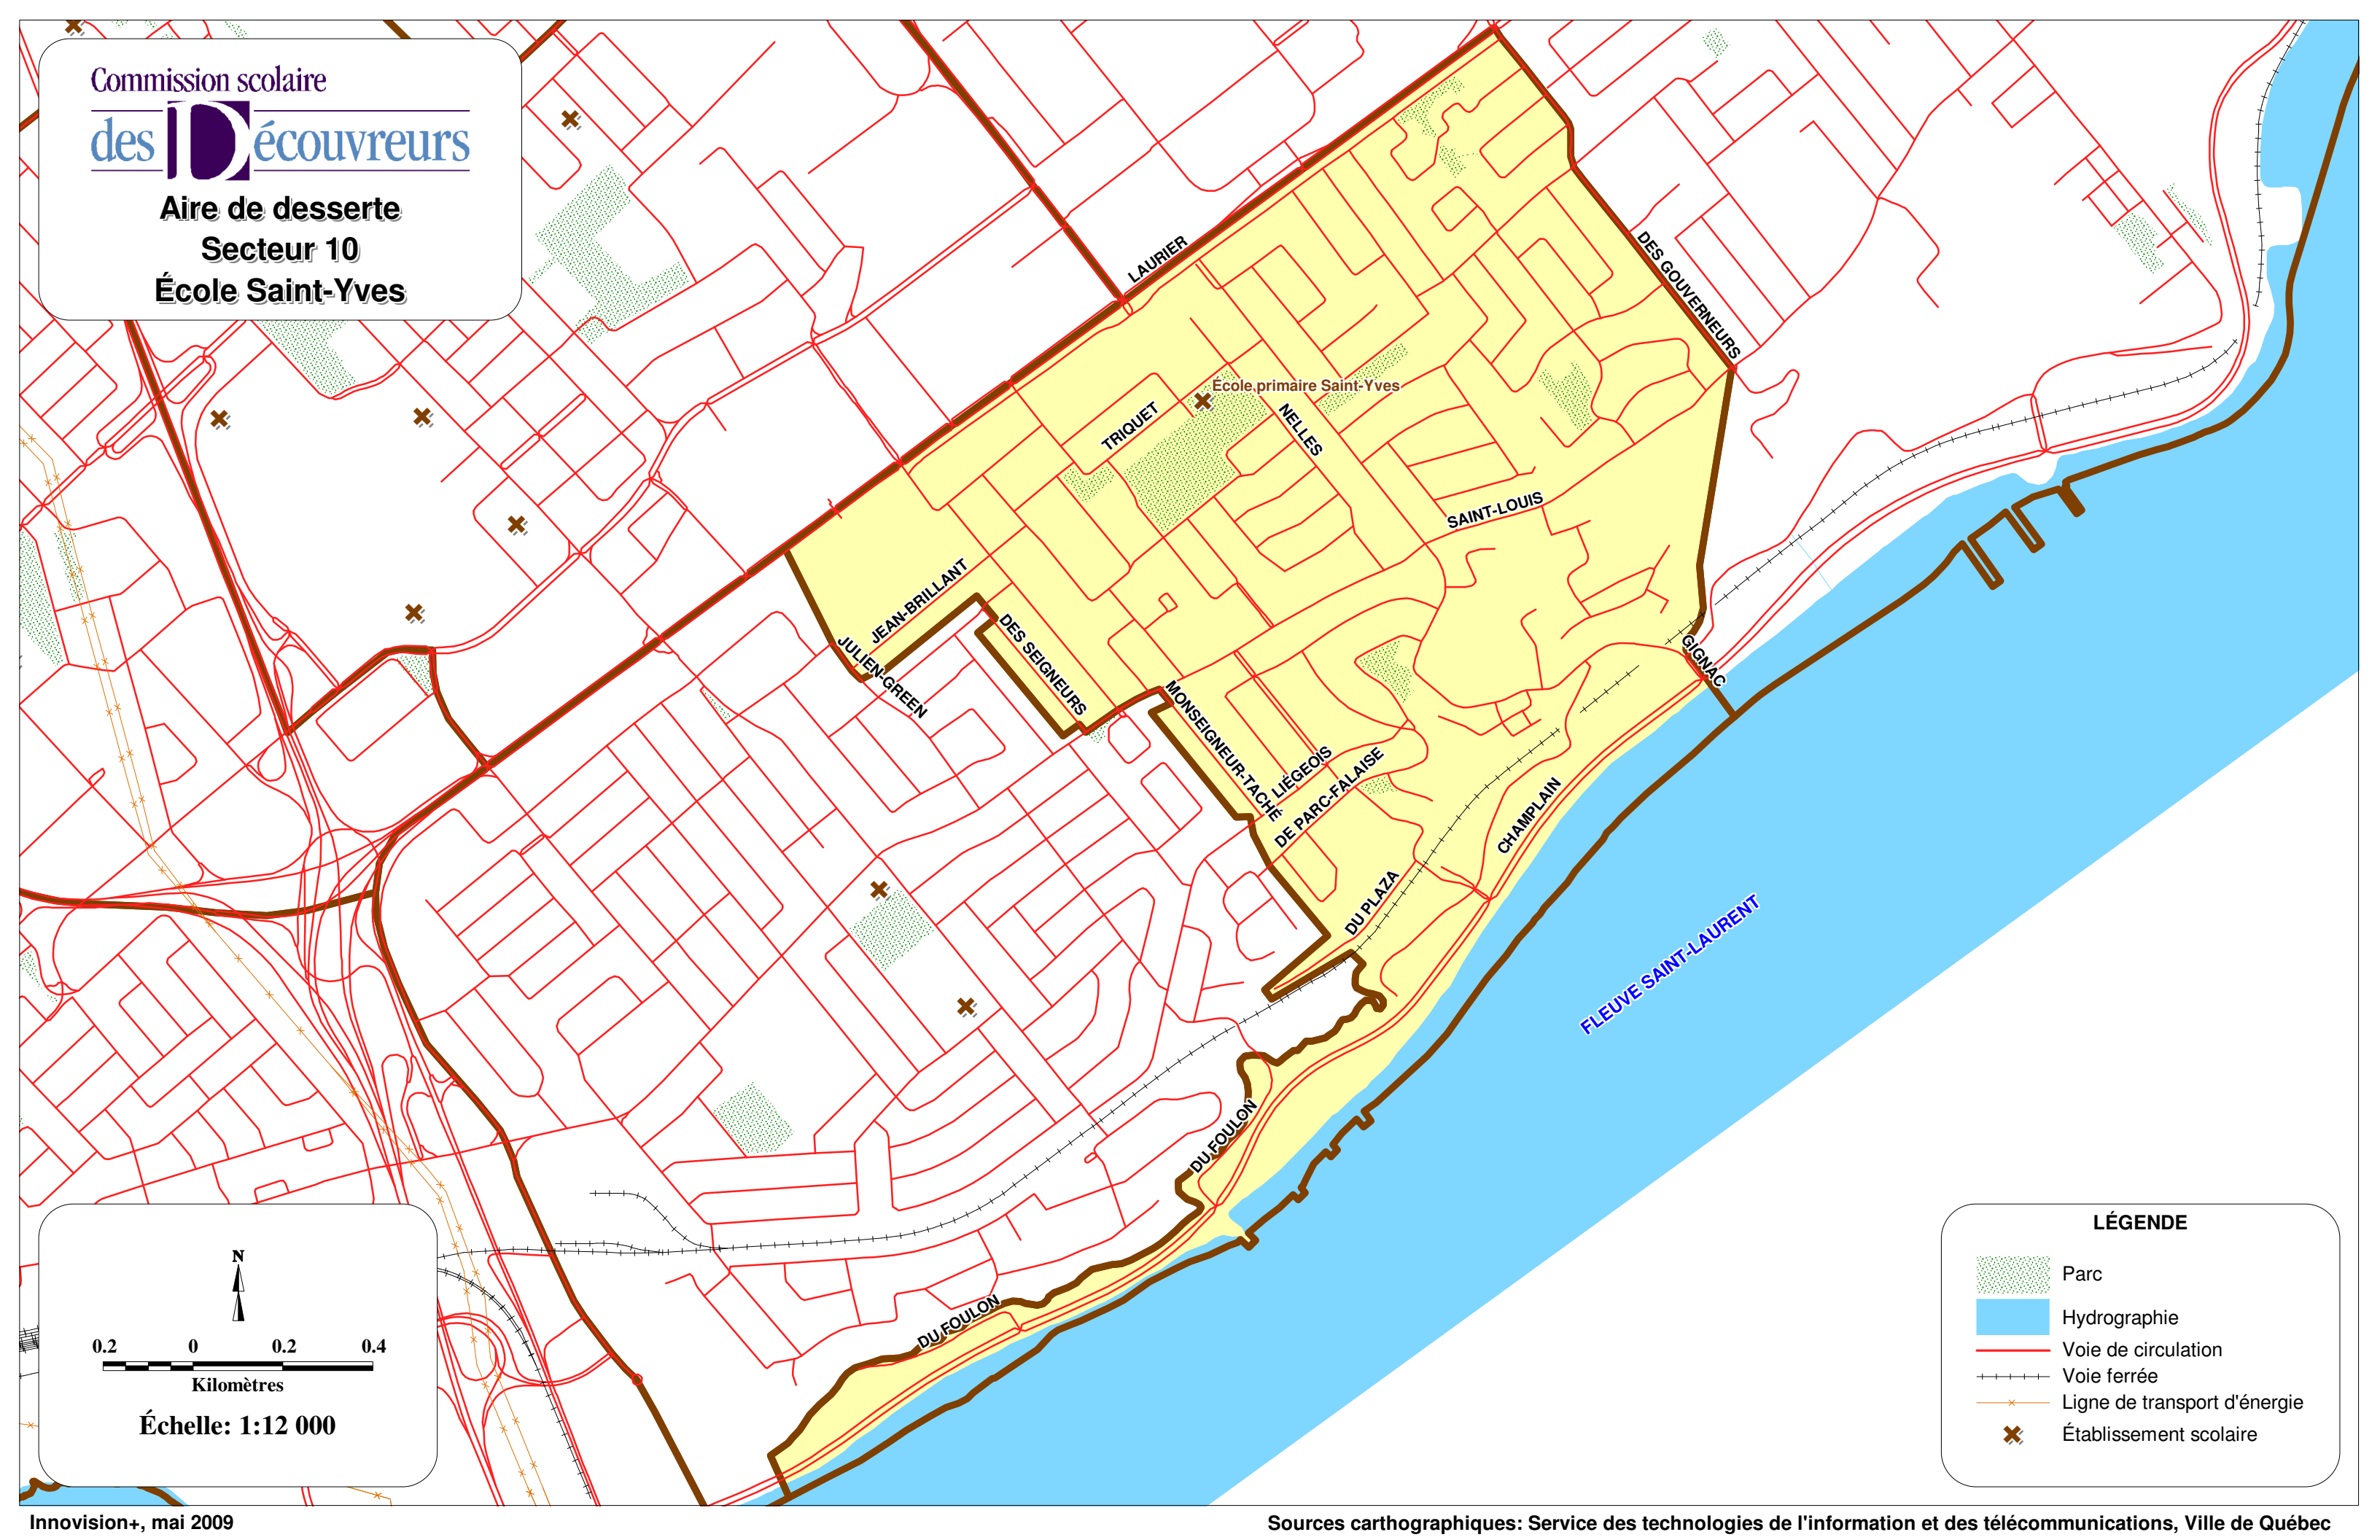 Commission scolaire
des Découvreurs
Aire de desserte
Secteur 10
École Saint-Yves
LAURIER
DES GOUVERNEURS
École primaire Saint-Yves
TRIQUET
NELLES
SAINT-LOUIS
JEAN-BRILLANT
JULIEN-GREEN
DES SEIGNEURS
GIGNAC
MONSEIGNEUR-TACHE
LIÉGEOIS
DE PARC-FALAISE
CHAMPLAIN
DU PLAZA
FLEUVE SAINT-LAURENT
DU FOULON
DU FOULON
N
0.2 0 0.2 0.4
Kilomètres
Échelle: 1:12 000
LÉGENDE
Parc
Hydrographie
Voie de circulation
Voie ferrée
Ligne de transport d'énergie
Établissement scolaire
Innovision+, mai 2009
Sources carthographiques: Service des technologies de l'information et des télécommunications, Ville de Québec